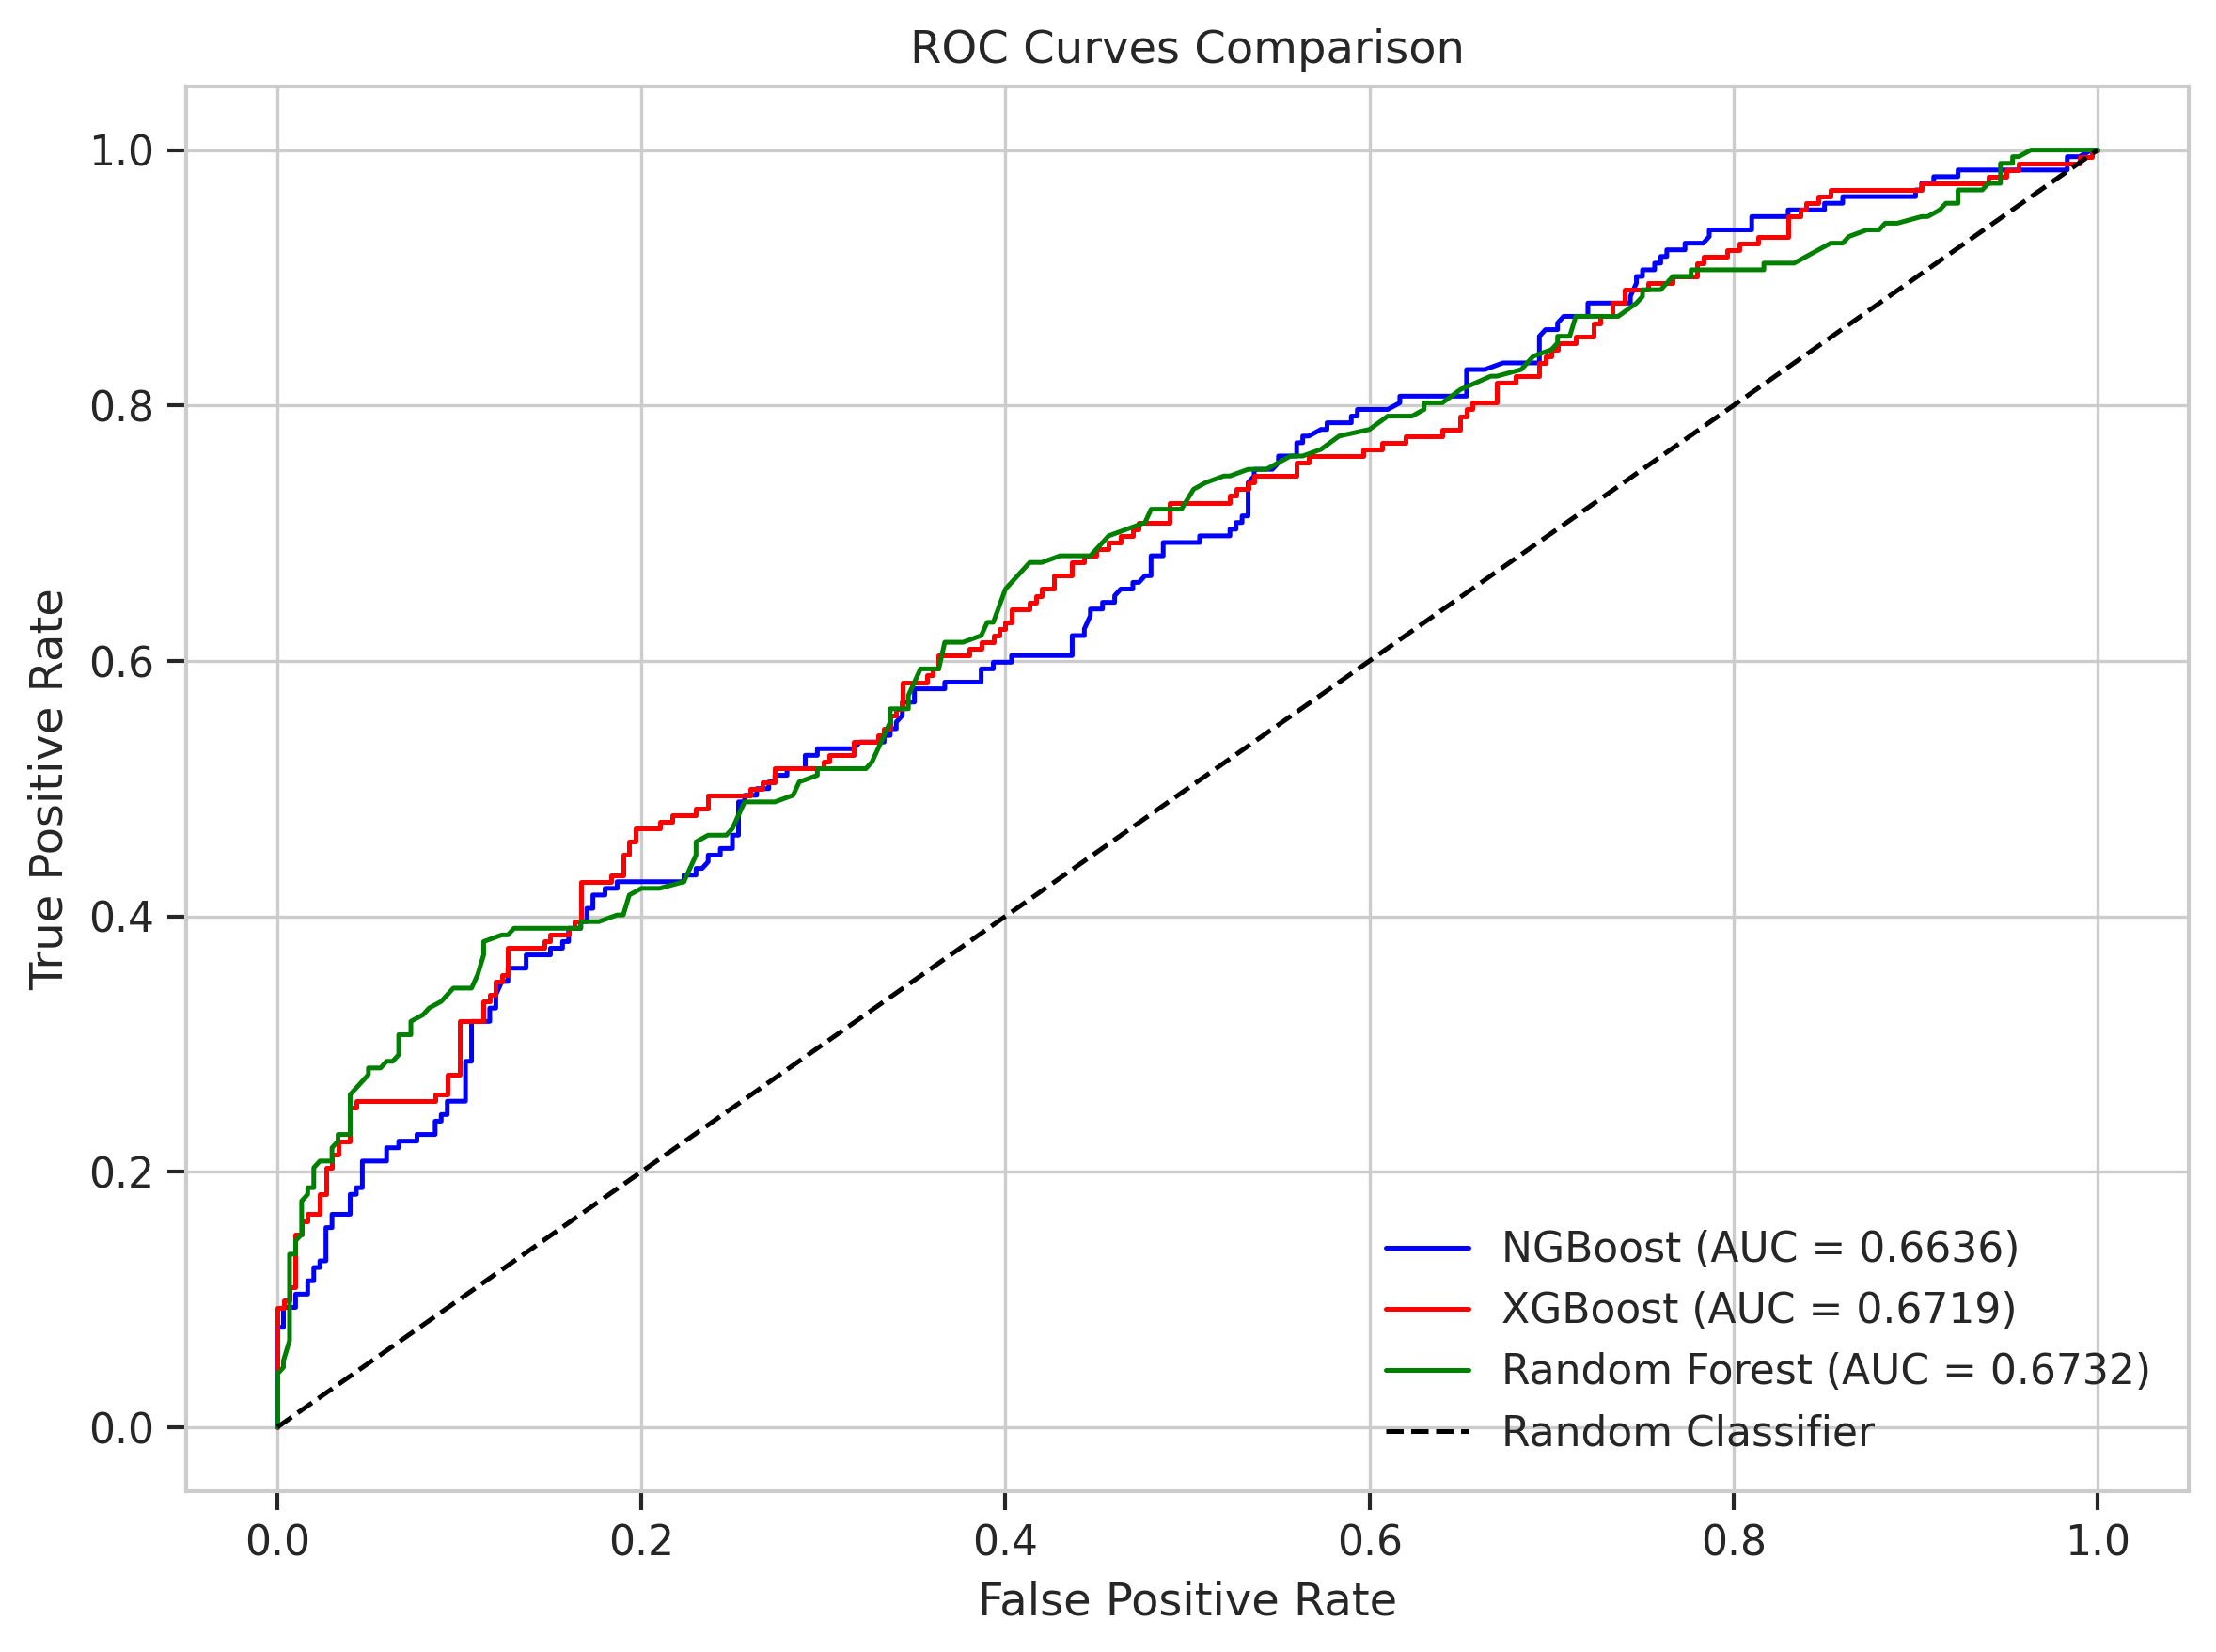 ROC Curves Comparison
True Positive Rate
1.0
0.8
0.6
0.4
0.2
0.0
NGBoost (AUC = 0.6636)
XGBoost (AUC = 0.6719)
Random Forest (AUC = 0.6732)
Random Classifier
0.0 0.2 0.4 0.6 0.8 1.0
False Positive Rate